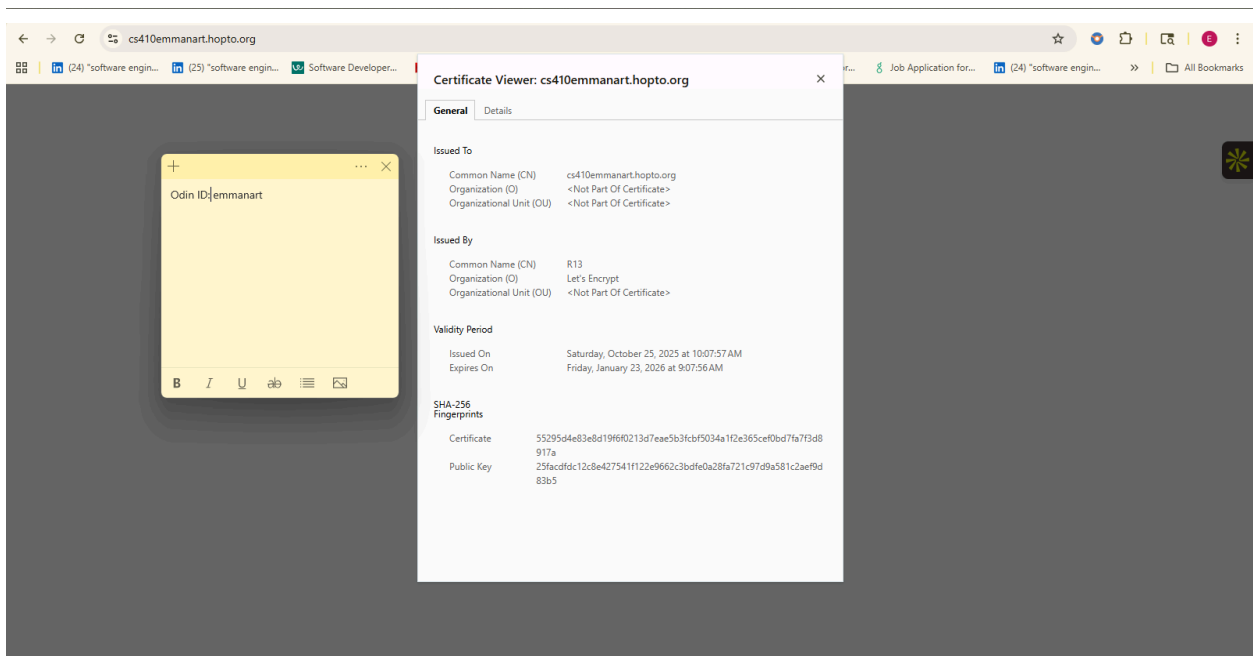 cs410emmanart.hopto.org
E
(24) "software engin...
(25) "software engin...
Software Developer...
Job Application for...
(24) "software engin...
All Bookmarks
Certificate Viewer: cs410emmanart.hopto.org
General Details
Odin ID: emmanart
B I U ab
Issued To
Common Name (CN) cs410emmanart.hopto.org
Organization (O) <Not Part Of Certificate>
Organizational Unit (OU) <Not Part Of Certificate>
Issued By
Common Name (CN) R13
Organization (O) Let's Encrypt
Organizational Unit (OU) <Not Part Of Certificate>
Validity Period
Issued On Saturday, October 25, 2025 at 10:07:57 AM
Expires On Friday, January 23, 2026 at 9:07:56 AM
SHA-256
Fingerprints
Certificate 55295d4e83e8d19f6f0213d7eae5b3fcbf5034a1f2e365cef0bd7fa7f3d8
917a
Public Key 25facdfdc12c8e427541f122e9662c3bdfe0a28fa721c97d9a581c2aef9d
83b5